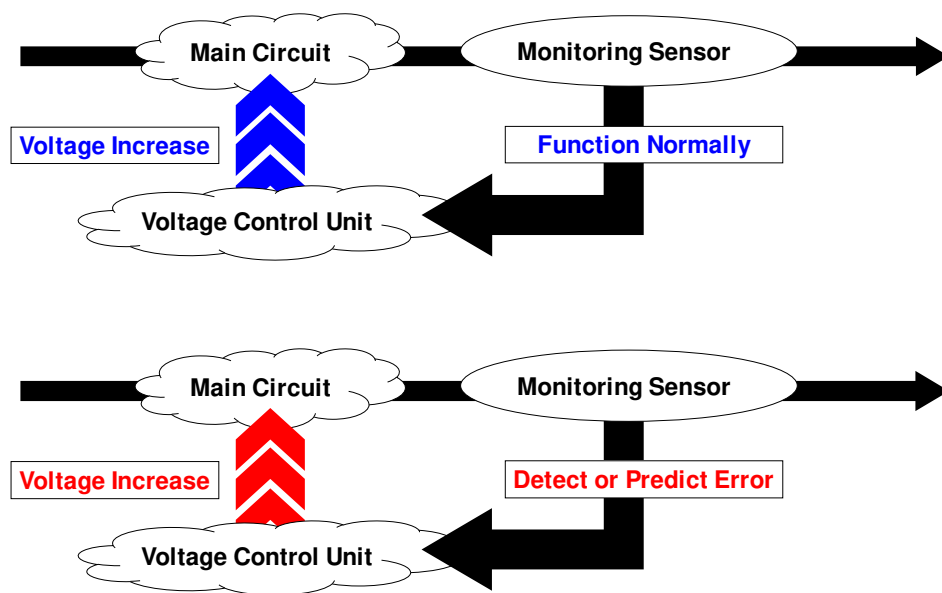 Main Circuit
Monitoring Sensor
Voltage Increase
Function Normally
Voltage Control Unit
Main Circuit
Monitoring Sensor
Voltage Increase
Detect or Predict Error
Voltage Control Unit